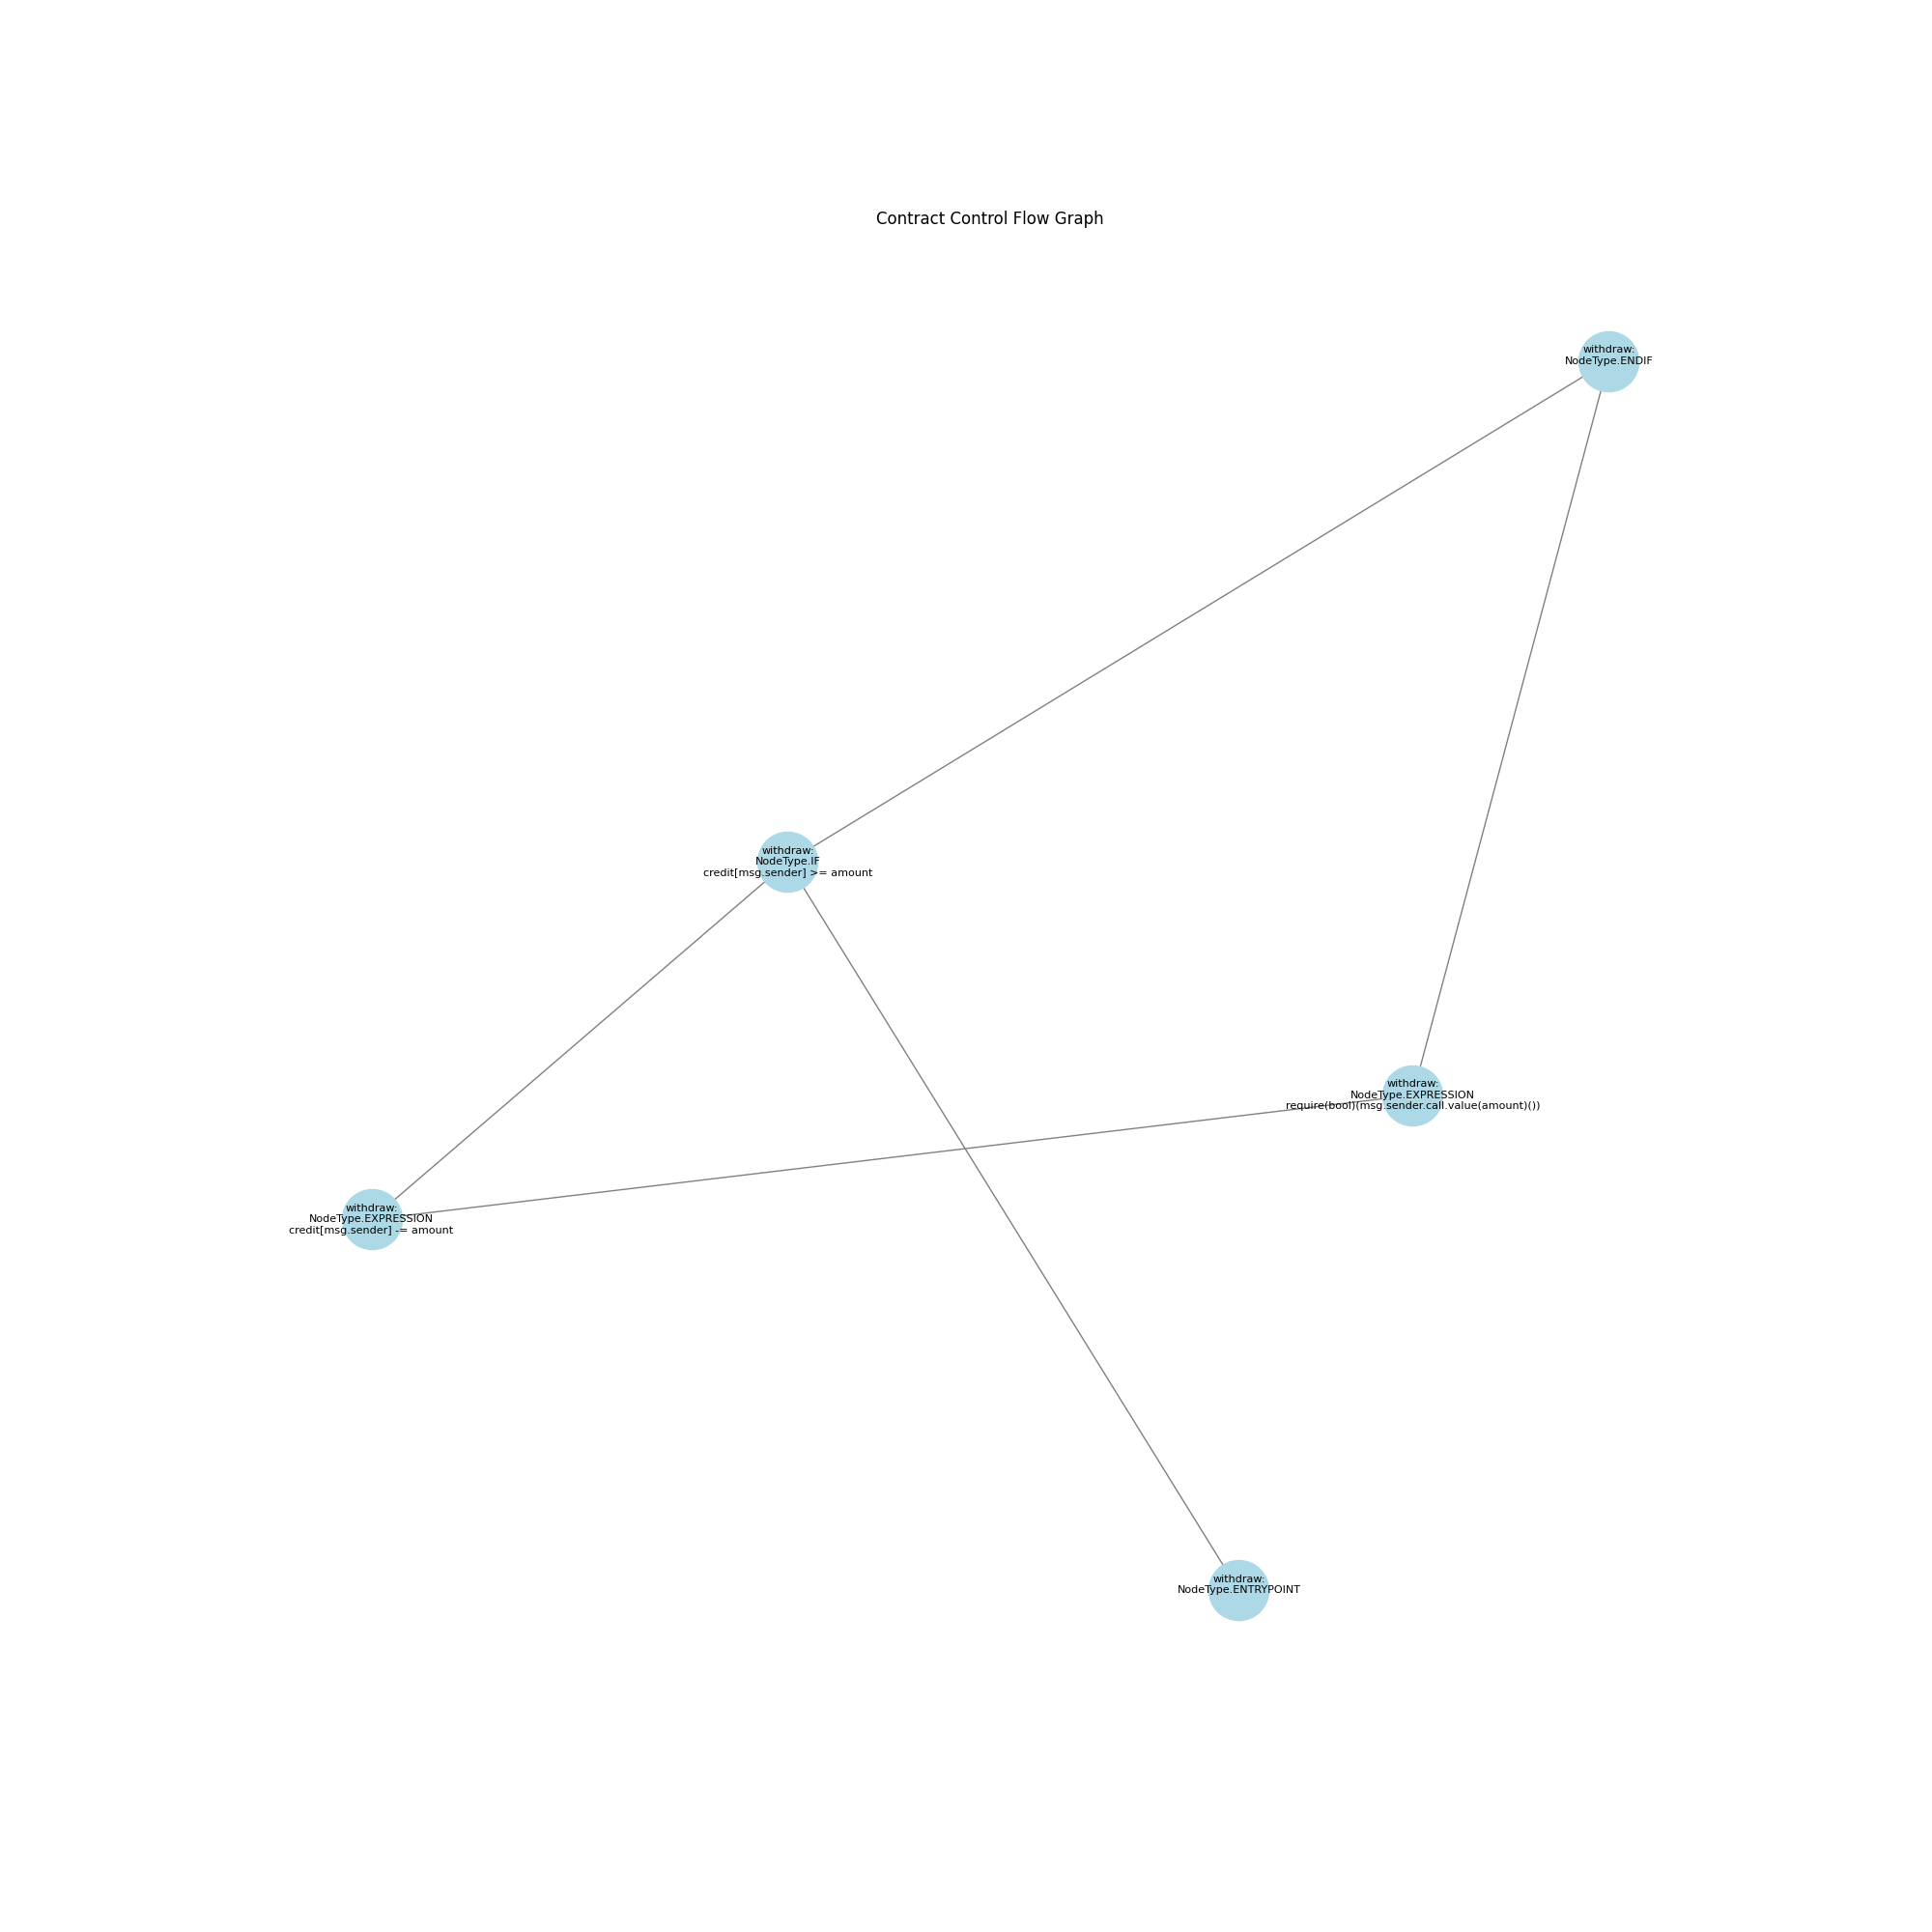 Contract Control Flow Graph
withdraw:
NodeType.ENDIF
withdraw:
NodeType.IF
credit[msg.sender] >= amount
withdraw:
NodeType.EXPRESSION
require(bool)(msg.sender.call.value(amount)())
withdraw:
NodeType.EXPRESSION
credit[msg.sender] -= amount
withdraw:
NodeType.ENTRYPOINT